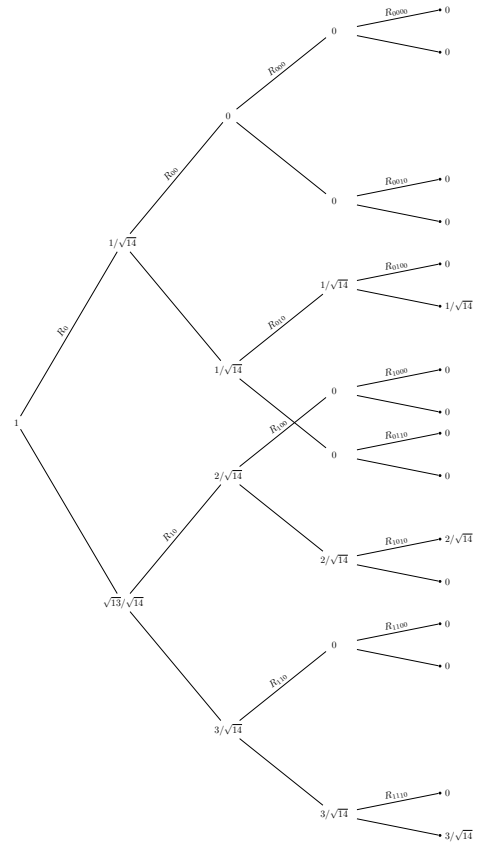 R₀₀₀₀
0
0
R₀₀₀
0
0
R₀₀
R₀₀₁₀
0
0
0
1/√14
R₀₁₀₀
0
1/√14
R₀₁₀
1/√14
R₀
1/√14
R₁₀₀₀
0
0
0
1
R₁₀₀
R₀₁₁₀
0
0
0
2/√14
R₁₀
R₁₀₁₀
2/√14
2/√14
0
√13/√14
R₁₁₀₀
0
0
0
R₁₁₀
3/√14
R₁₁₁₀
0
3/√14
3/√14